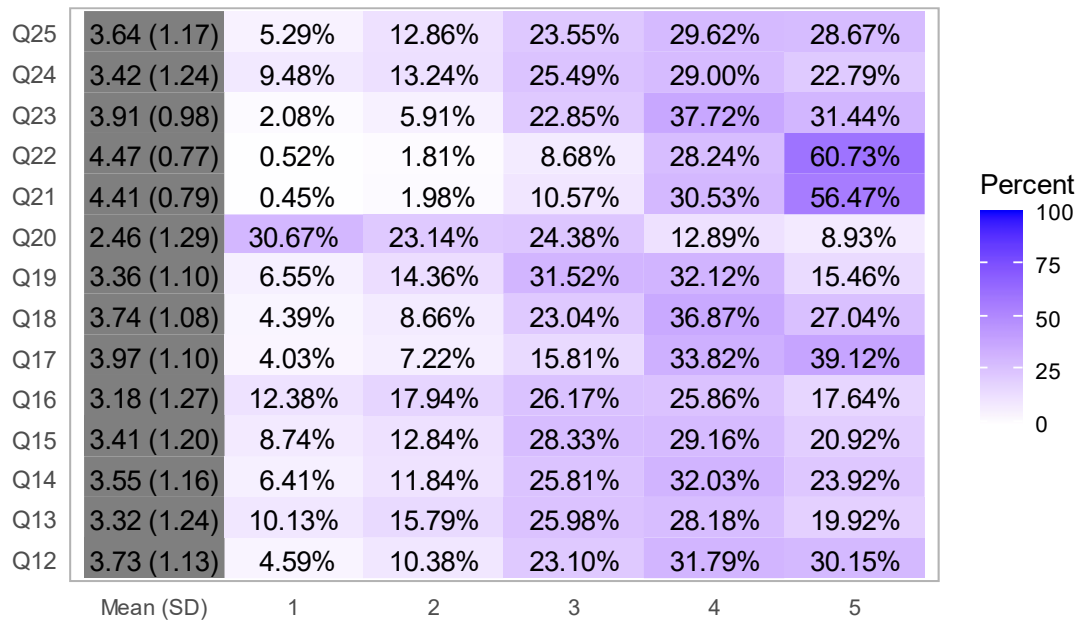 Q25 3.64 (1.17) 5.29% 12.86% 23.55% 29.62% 28.67%
Q24 3.42 (1.24) 9.48% 13.24% 25.49% 29.00% 22.79%
Q23 3.91 (0.98) 2.08% 5.91% 22.85% 37.72% 31.44%
Q22 4.47 (0.77) 0.52% 1.81% 8.68% 28.24% 60.73%
Q21 4.41 (0.79) 0.45% 1.98% 10.57% 30.53% 56.47%
Q20 2.46 (1.29) 30.67% 23.14% 24.38% 12.89% 8.93%
Q19 3.36 (1.10) 6.55% 14.36% 31.52% 32.12% 15.46%
Q18 3.74 (1.08) 4.39% 8.66% 23.04% 36.87% 27.04%
Q17 3.97 (1.10) 4.03% 7.22% 15.81% 33.82% 39.12%
Q16 3.18 (1.27) 12.38% 17.94% 26.17% 25.86% 17.64%
Q15 3.41 (1.20) 8.74% 12.84% 28.33% 29.16% 20.92%
Q14 3.55 (1.16) 6.41% 11.84% 25.81% 32.03% 23.92%
Q13 3.32 (1.24) 10.13% 15.79% 25.98% 28.18% 19.92%
Q12 3.73 (1.13) 4.59% 10.38% 23.10% 31.79% 30.15%
Mean (SD) 1 2 3 4 5
Percent
100
75
50
25
0